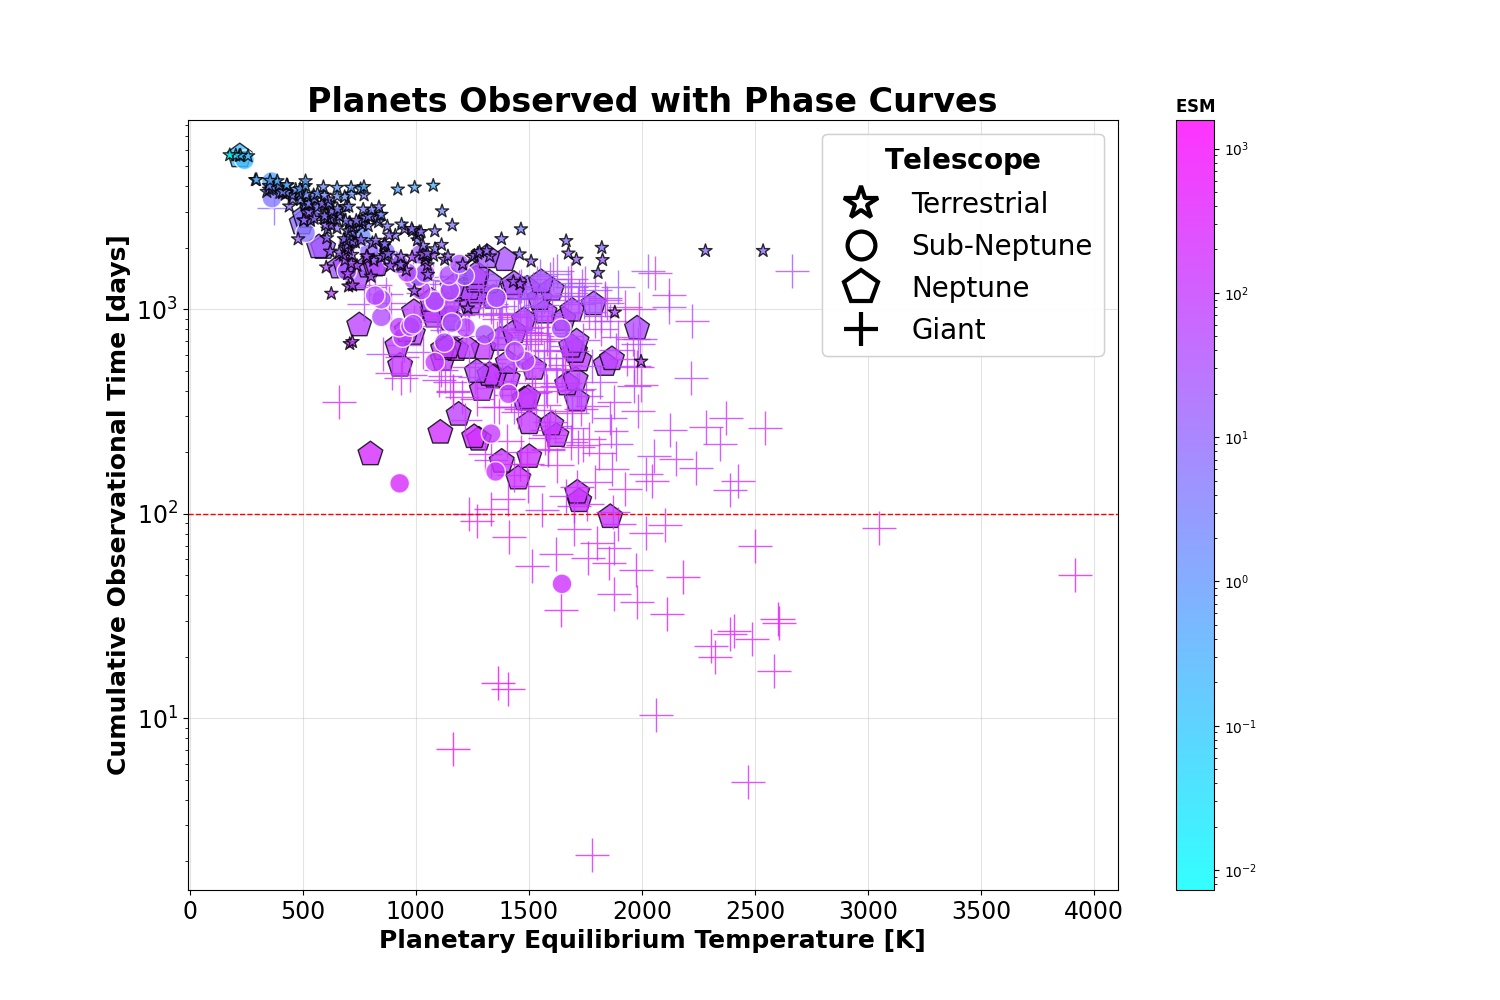 Planets Observed with Phase Curves
ESM
Telescope
Terrestrial
Sub-Neptune
Neptune
Giant
Cumulative Observational Time [days]
10³
10²
10¹
0 500 1000 1500 2000 2500 3000 3500 4000
Planetary Equilibrium Temperature [K]
10³
10²
10¹
10⁰
10⁻¹
10⁻²